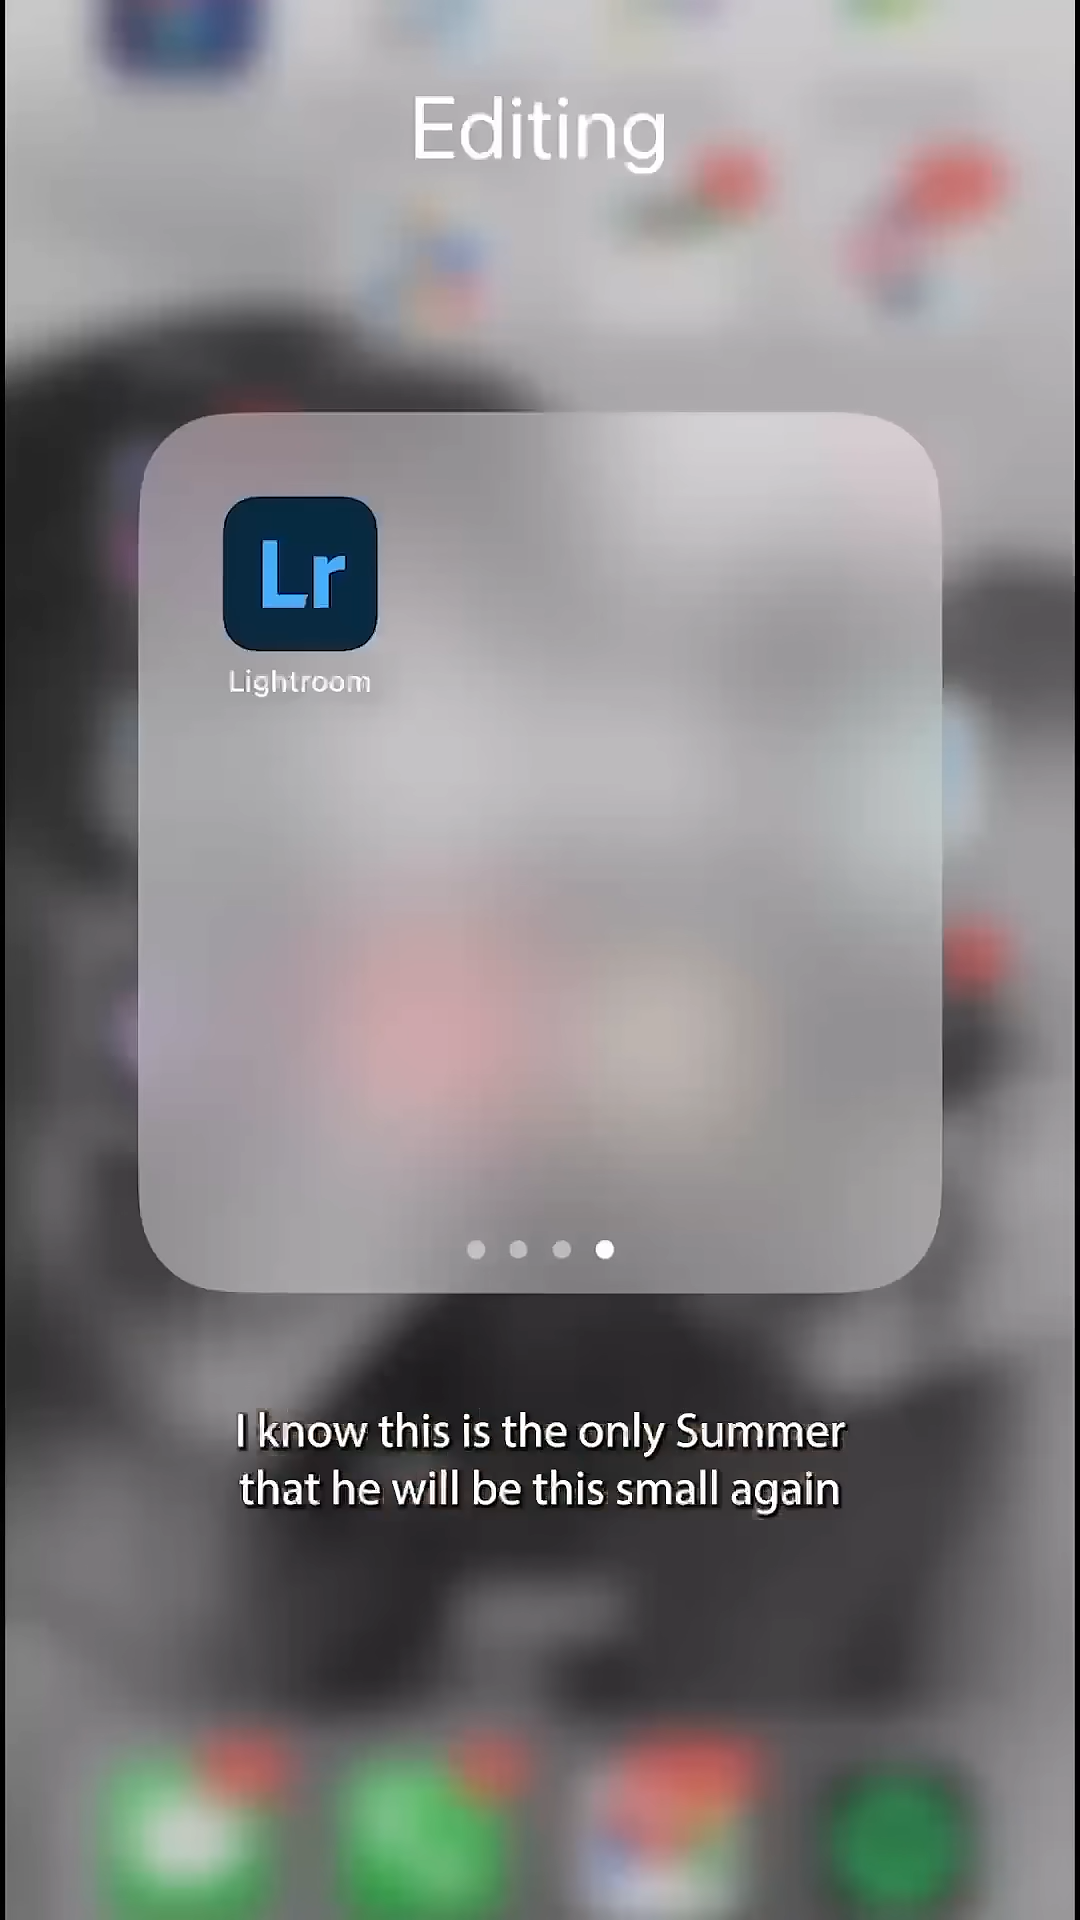 Editing
Lr
Lightroom
I know this is the only Summer
that he will be this small again